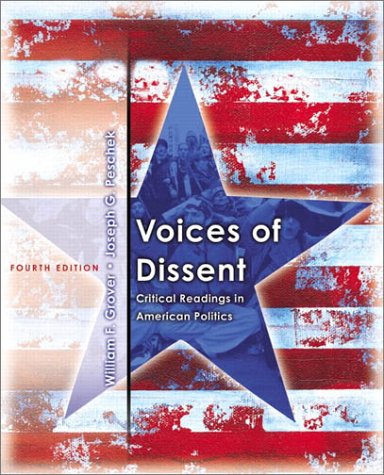 Voices of
Dissent
Critical Readings in
American Politics
FOURTH EDITION
William F. Grover • Joseph G. Peschek